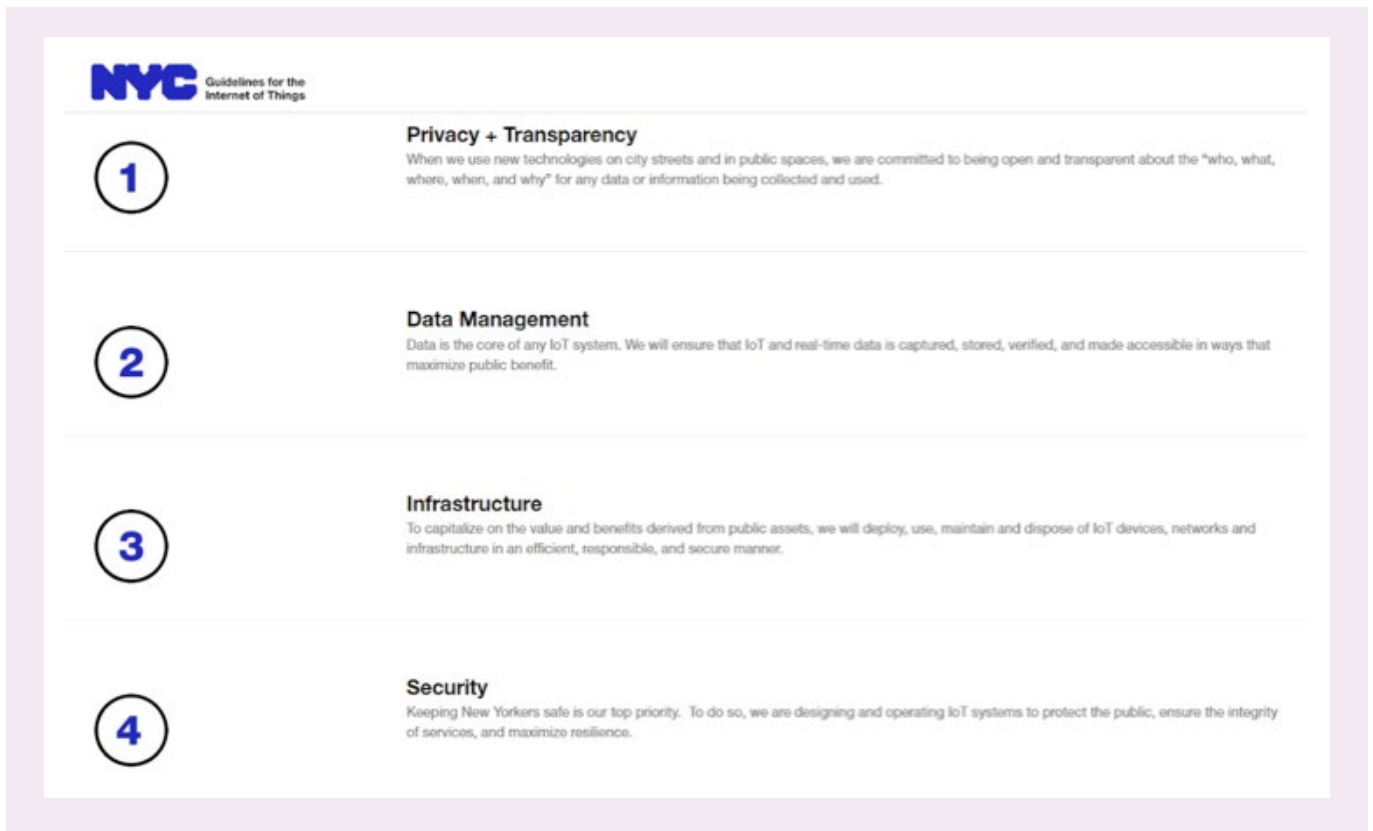 NYC
Guidelines for the
Internet of Things
1
Privacy + Transparency
When we use new technologies on city streets and in public spaces, we are committed to being open and transparent about the “who, what,
where, when, and why” for any data or information being collected and used.
2
Data Management
Data is the core of any IoT system. We will ensure that IoT and real-time data is captured, stored, verified, and made accessible in ways that
maximize public benefit.
3
Infrastructure
To capitalize on the value and benefits derived from public assets, we will deploy, use, maintain and dispose of IoT devices, networks and
infrastructure in an efficient, responsible, and secure manner.
4
Security
Keeping New Yorkers safe is our top priority.  To do so, we are designing and operating IoT systems to protect the public, ensure the integrity
of services, and maximize resilience.